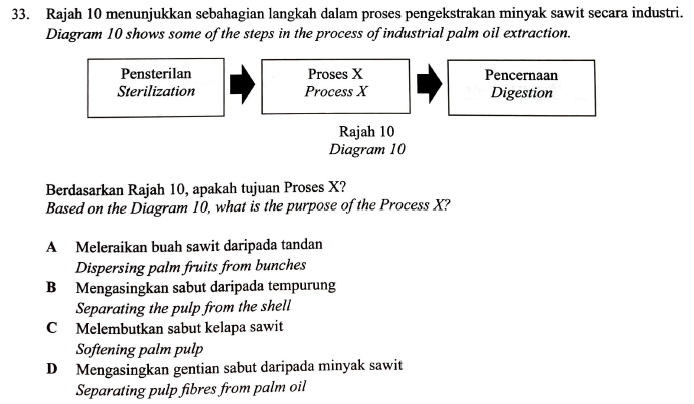 33. Rajah 10 menunjukkan sebahagian langkah dalam proses pengekstrakan minyak sawit secara industri.
Diagram 10 shows some of the steps in the process of industrial palm oil extraction.
Pensterilan
Sterilization
Proses X
Process X
Pencernaan
Digestion
Rajah 10
Diagram 10
Berdasarkan Rajah 10, apakah tujuan Proses X?
Based on the Diagram 10, what is the purpose of the Process X?
A Meleraikan buah sawit daripada tandan
Dispersing palm fruits from bunches
B Mengasingkan sabut daripada tempurung
Separating the pulp from the shell
C Melembutkan sabut kelapa sawit
Softening palm pulp
D Mengasingkan gentian sabut daripada minyak sawit
Separating pulp fibres from palm oil